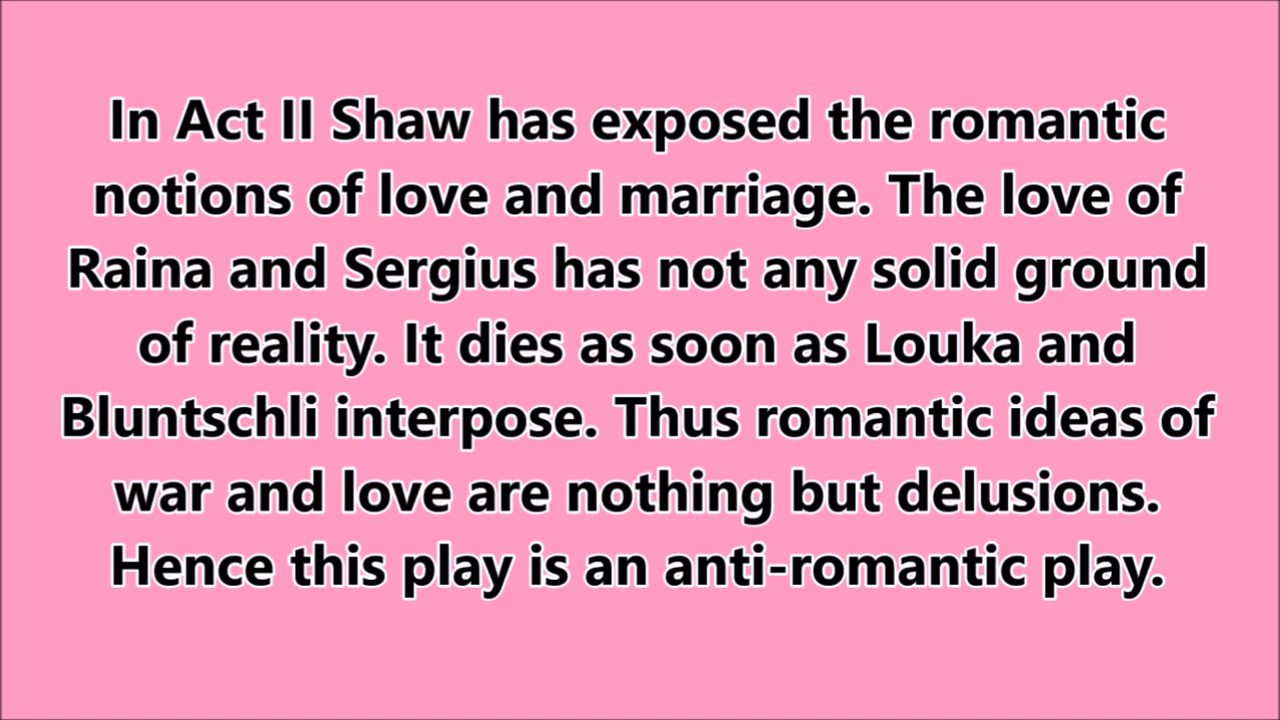 In Act II Shaw has exposed the romantic
notions of love and marriage. The love of
Raina and Sergius has not any solid ground
of reality. It dies as soon as Louka and
Bluntschli interpose. Thus romantic ideas of
war and love are nothing but delusions.
Hence this play is an anti-romantic play.